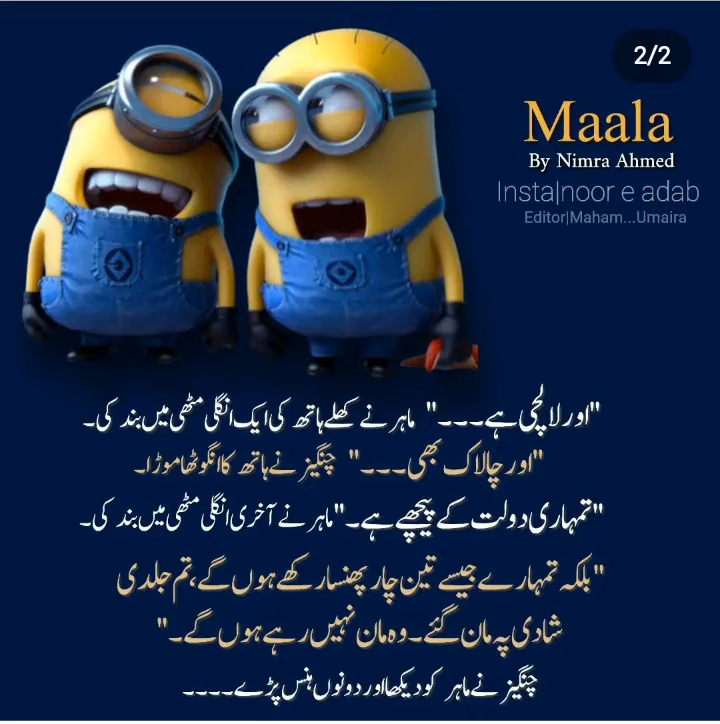 2/2
Maala
By Nimra Ahmed
Insta|noor e adab
Editor|Maham...Umaira
"اور لالچی ہے۔۔۔۔" ماہر نے کھلے ہاتھ کی ایک انگلی مٹھی میں بند کی۔
"اور چالاک بھی۔۔۔" چنگیز نے ہاتھ کا انگوٹھا موڑا۔
"تمہاری دولت کے پیچھے ہے۔" ماہر نے آخری انگلی مٹھی میں بند کی۔
"بلکہ تمہارے جیسے تین چار پھنسا رکھے ہوں گے، تم جلدی
شادی پہ مان گئے۔ وہ مان نہیں رہے ہوں گے۔"
چنگیز نے ماہر کو دیکھا اور دونوں ہنس پڑے۔۔۔۔